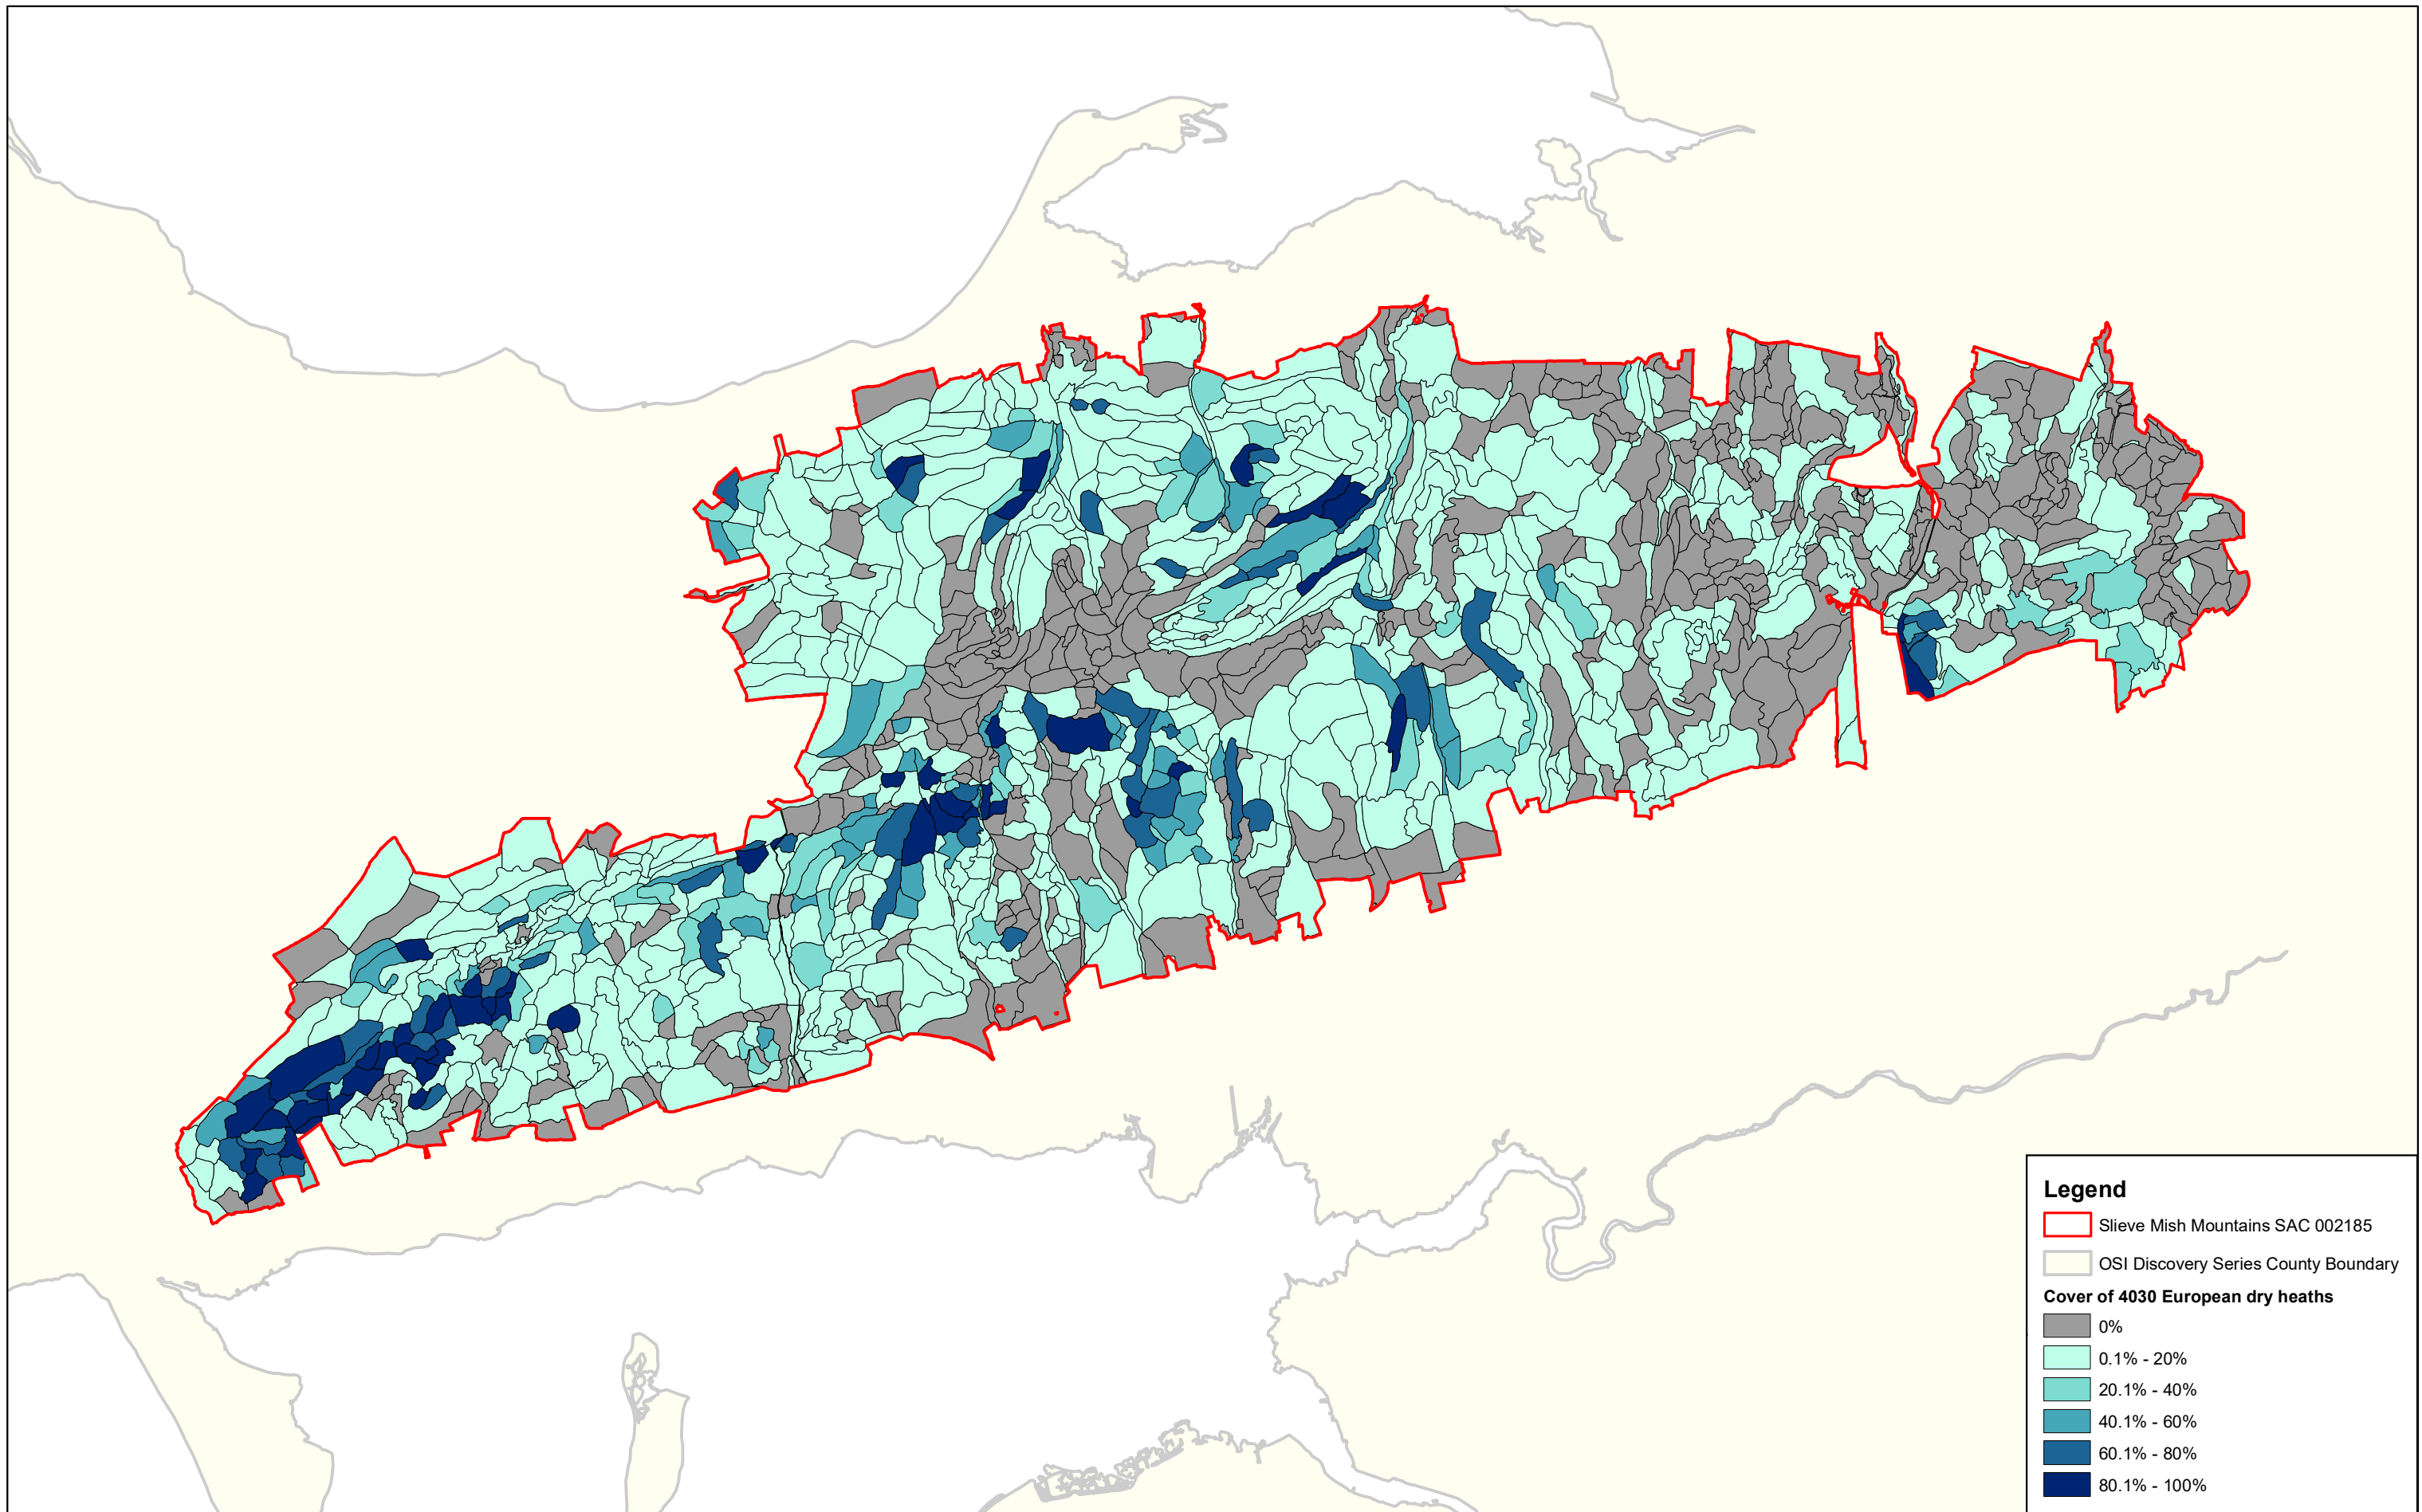 Legend
Slieve Mish Mountains SAC 002185
OSI Discovery Series County Boundary
Cover of 4030 European dry heaths
0%
0.1% - 20%
20.1% - 40%
40.1% - 60%
60.1% - 80%
80.1% - 100%